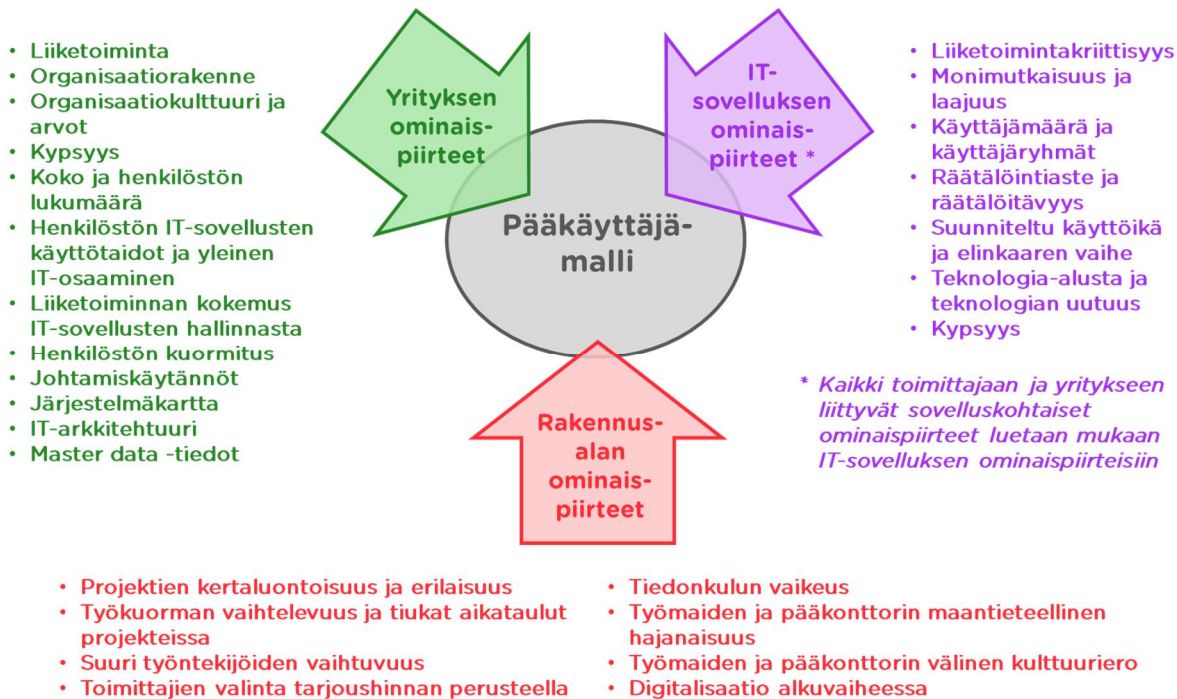 • Liiketoiminta
• Organisaatiorakenne
• Organisaatiokulttuuri ja
arvot
• Kypsyys
• Koko ja henkilöstön
lukumäärä
• Henkilöstön IT-sovellusten
käyttötaidot ja yleinen
IT-osaaminen
• Liiketoiminnan kokemus
IT-sovellusten hallinnasta
• Henkilöstön kuormitus
• Johtamiskäytännöt
• Järjestelmäkartta
• IT-arkkitehtuuri
• Master data -tiedot
Yrityksen
ominais-
piirteet
IT-
sovelluksen
ominais-
piirteet *
Pääkäyttäjä-
malli
• Liiketoimintakriittisyys
• Monimutkaisuus ja
laajuus
• Käyttäjämäärä ja
käyttäjäryhmät
• Räätälöintiaste ja
räätälöitävyys
• Suunniteltu käyttöikä
ja elinkaaren vaihe
• Teknologia-alusta ja
teknologian uutuus
• Kypsyys
* Kaikki toimittajaan ja yritykseen
liittyvät sovelluskohtaiset
ominaispiirteet luetaan mukaan
IT-sovelluksen ominaispiirteisiin
Rakennus-
alan
ominais-
piirteet
• Projektien kertaluontoisuus ja erilaisuus
• Työkuorman vaihtelevuus ja tiukat aikataulut
projekteissa
• Suuri työntekijöiden vaihtuvuus
• Toimittajien valinta tarjoushinnan perusteella
• Tiedonkulun vaikeus
• Työmaiden ja pääkonttorin maantieteellinen
hajanaisuus
• Työmaiden ja pääkonttorin välinen kulttuuriero
• Digitalisaatio alkuvaiheessa